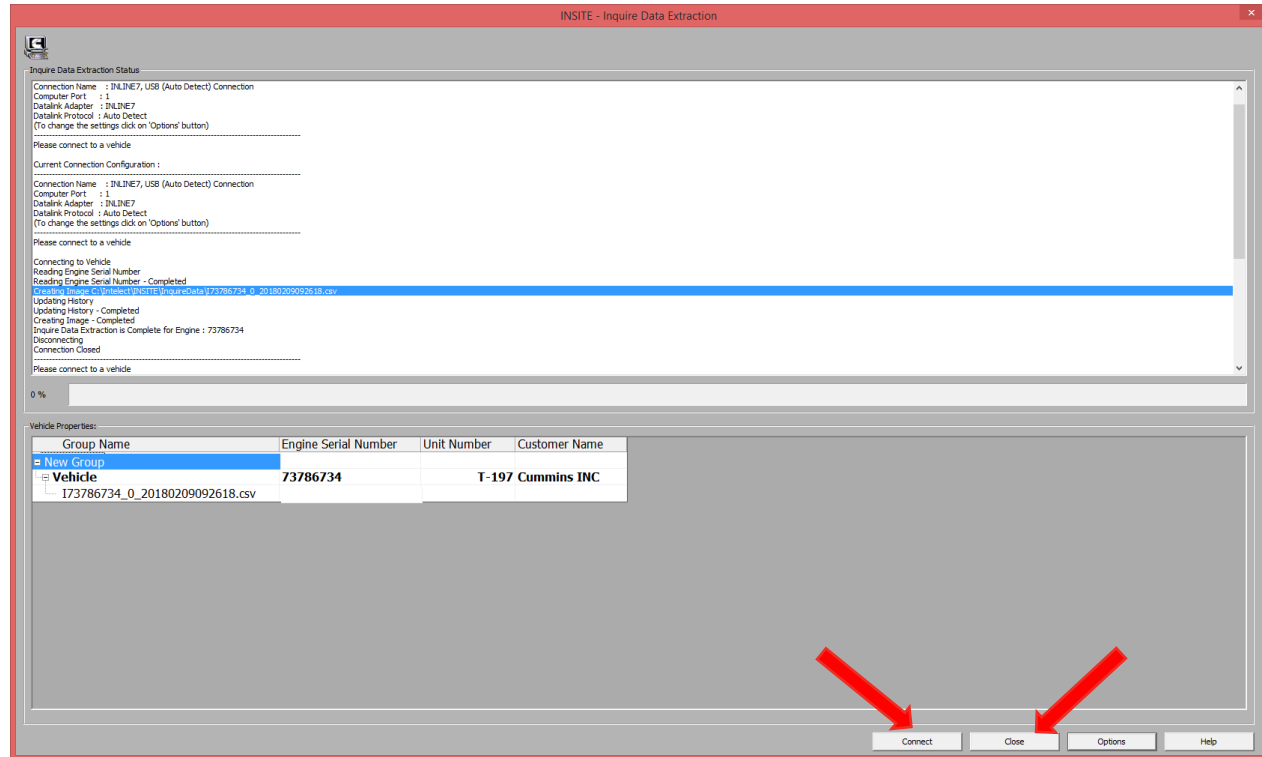 INSITE - Inquire Data Extraction
Inquire Data Extraction Status
Connection Name : INLINE7, USB (Auto Detect) Connection
Computer Port : 1
Datalink Adapter : INLINE7
Datalink Protocol : Auto Detect
(To change the settings click on 'Options' button)
Please connect to a vehicle
Current Connection Configuration :
Connection Name : INLINE7, USB (Auto Detect) Connection
Computer Port : 1
Datalink Adapter : INLINE7
Datalink Protocol : Auto Detect
(To change the settings click on 'Options' button)
Please connect to a vehicle
Connecting to Vehicle
Reading Engine Serial Number
Reading Engine Serial Number - Completed
Creating Image C:\Intelect\INSITE\InquireData\I73786734_0_20180209092618.csv
Updating History
Updating History - Completed
Creating Image - Completed
Inquire Data Extraction is Complete for Engine : 73786734
Disconnecting
Connection Closed
Please connect to a vehicle
0 %
Vehicle Properties:
Group Name Engine Serial Number Unit Number Customer Name
New Group
Vehicle 73786734 T-197 Cummins INC
I73786734_0_20180209092618.csv
Connect Close Options Help